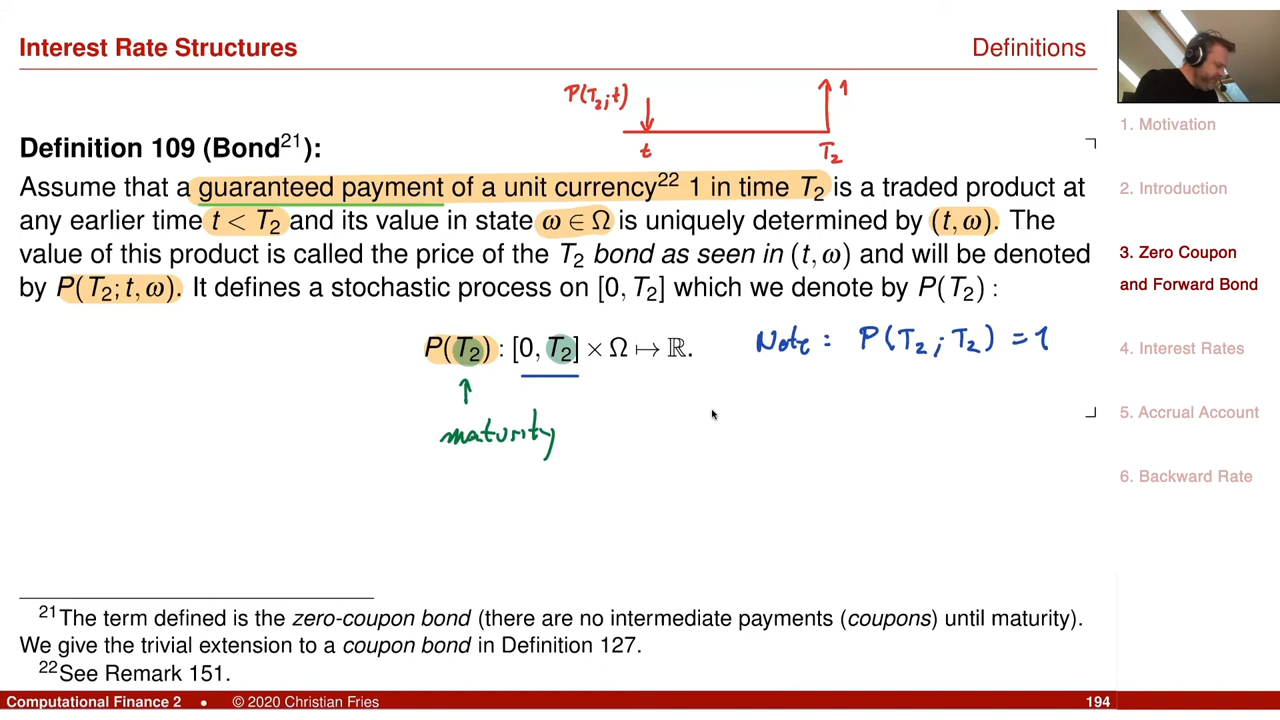 Interest Rate Structures
Definitions
P(T₂;t)
1
t
T₂
Definition 109 (Bond²¹):
Assume that a guaranteed payment of a unit currency²² 1 in time T₂ is a traded product at
any earlier time t < T₂ and its value in state ω ∈ Ω is uniquely determined by (t, ω). The
value of this product is called the price of the T₂ bond as seen in (t, ω) and will be denoted
by P(T₂; t, ω). It defines a stochastic process on [0, T₂] which we denote by P(T₂) :
P(T₂) : [0, T₂] × Ω ↦ ℝ.
Note: P(T₂; T₂) = 1
↑
maturity
²¹The term defined is the zero-coupon bond (there are no intermediate payments (coupons) until maturity).
We give the trivial extension to a coupon bond in Definition 127.
²²See Remark 151.
Computational Finance 2 • © 2020 Christian Fries
194
1. Motivation
2. Introduction
3. Zero Coupon
and Forward Bond
4. Interest Rates
5. Accrual Account
6. Backward Rate